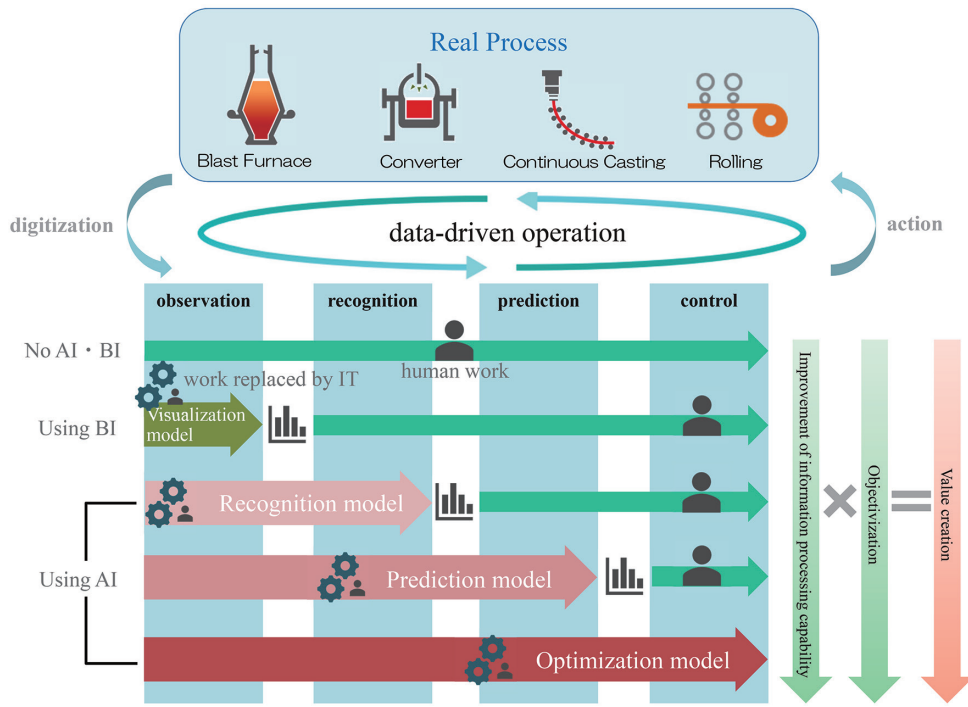 Real Process
Blast Furnace
Converter
Continuous Casting
Rolling
digitization
data-driven operation
action
observation
recognition
prediction
control
No AI・BI
work replaced by IT
human work
Using BI
Visualization
model
Recognition model
Using AI
Prediction model
Optimization model
Improvement of information processing capability
Objectivization
Value creation